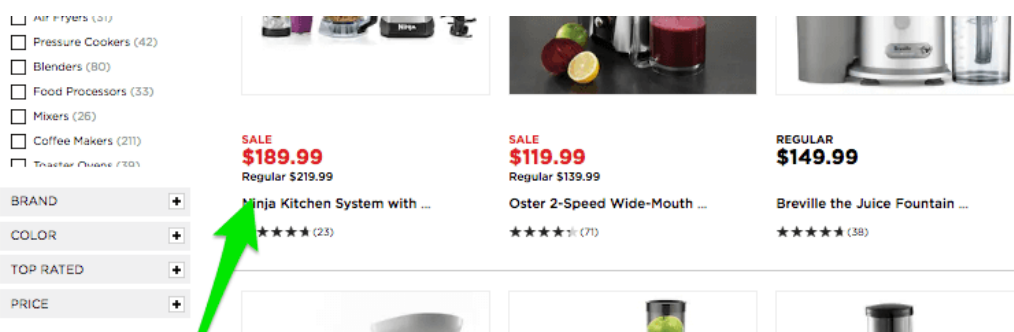 Air Fryers (31)
Pressure Cookers (42)
Blenders (80)
Food Processors (33)
Mixers (26)
Coffee Makers (211)
Toaster Ovens (39)
BRAND
COLOR
TOP RATED
PRICE
NINJA
SALE
$189.99
Regular $219.99
Ninja Kitchen System with ...
(23)
SALE
$119.99
Regular $139.99
Oster 2-Speed Wide-Mouth ...
(71)
Breville
REGULAR
$149.99
Breville the Juice Fountain ...
(38)